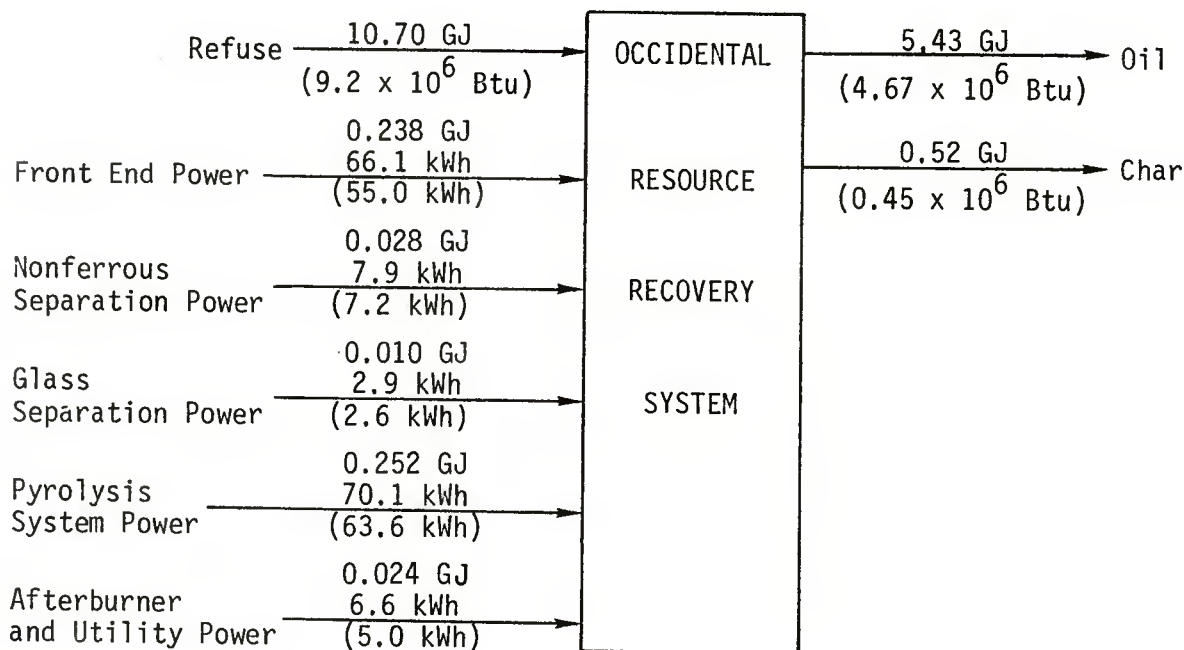 Refuse 10.70 GJ OCCIDENTAL 5.43 GJ Oil
(9.2 x 10^6 Btu) (4.67 x 10^6 Btu)
0.238 GJ
Front End Power 66.1 kWh RESOURCE 0.52 GJ Char
(55.0 kWh) (0.45 x 10^6 Btu)
0.028 GJ
Nonferrous 7.9 kWh RECOVERY
Separation Power (7.2 kWh)
0.010 GJ
Glass 2.9 kWh SYSTEM
Separation Power (2.6 kWh)
0.252 GJ
Pyrolysis 70.1 kWh
System Power (63.6 kWh)
0.024 GJ
Afterburner 6.6 kWh
and Utility Power (5.0 kWh)